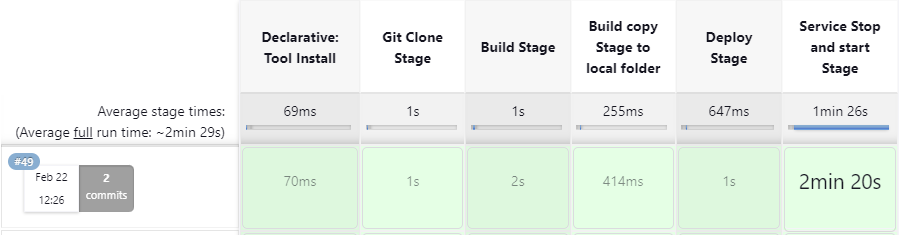 Declarative:
Tool Install
Git Clone
Stage
Build Stage
Build copy
Stage to
local folder
Deploy
Stage
Service Stop
and start
Stage
Average stage times:
(Average full run time: ~2min 29s)
69ms
1s
1s
255ms
647ms
1min 26s
#49
Feb 22
12:26
2
commits
70ms
1s
2s
414ms
1s
2min 20s